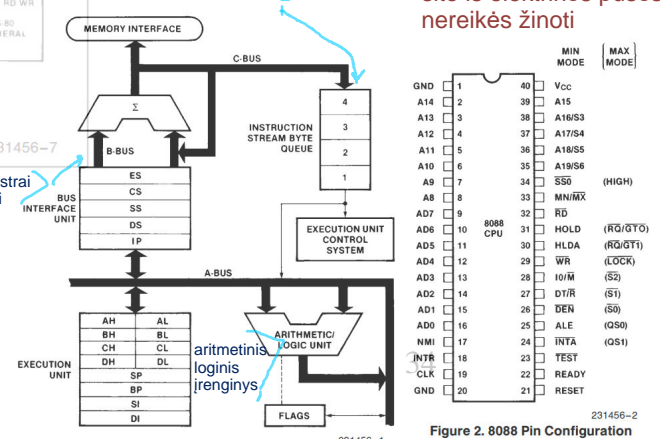 RD WR
231456-7
MEMORY INTERFACE
C-BUS
Σ
B-BUS
INSTRUCTION
STREAM BYTE
QUEUE
4
3
2
1
BUS
INTERFACE
UNIT
ES
CS
SS
DS
IP
EXECUTION UNIT
CONTROL
SYSTEM
A-BUS
AH AL
BH BL
CH CL
DH DL
SP
BP
SI
DI
EXECUTION
UNIT
ARITHMETIC/
LOGIC UNIT
aritmetinis
loginis
įrenginys
FLAGS
nereikės žinoti
MIN MODE
MAX MODE
8088
CPU
GND 1 40 VCC
A14 2 39 A15
A13 3 38 A16/S3
A12 4 37 A17/S4
A11 5 36 A18/S5
A10 6 35 A19/S6
A9 7 34 SS0 (HIGH)
A8 8 33 MN/MX
AD7 9 32 RD
AD6 10 31 HOLD (RQ/GT0)
AD5 11 30 HLDA (RQ/GT1)
AD4 12 29 WR (LOCK)
AD3 13 28 IO/M (S2)
AD2 14 27 DT/R (S1)
AD1 15 26 DEN (S0)
AD0 16 25 ALE (QS0)
NMI 17 24 INTA (QS1)
INTR 18 23 TEST
CLK 19 22 READY
GND 20 21 RESET
34
231456-2
Figure 2. 8088 Pin Configuration